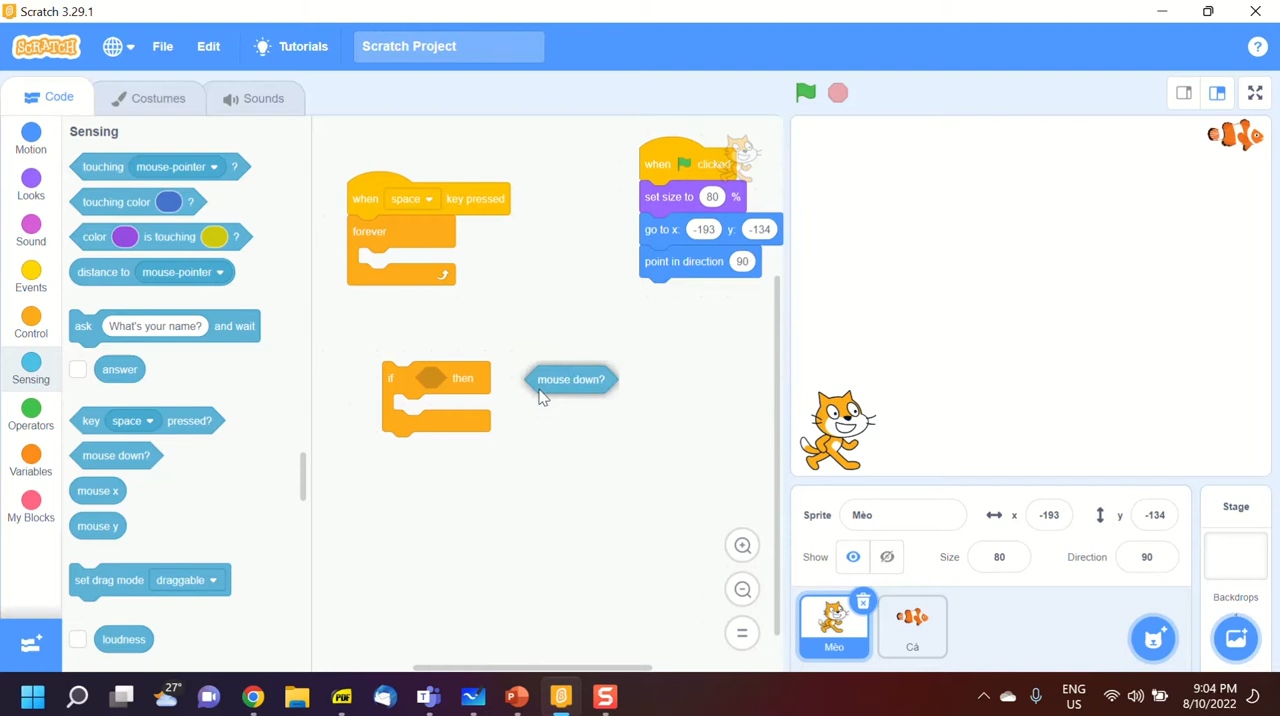 Scratch 3.29.1
SCRATCH
File
Edit
Tutorials
Scratch Project
?
Code
Costumes
Sounds
Motion
Looks
Sound
Events
Control
Sensing
Operators
Variables
My Blocks
Sensing
touching mouse-pointer ?
touching color ?
color is touching ?
distance to mouse-pointer
ask What's your name? and wait
answer
key space pressed?
mouse down?
mouse x
mouse y
set drag mode draggable
loudness
when space key pressed
forever
if then
mouse down?
when clicked
set size to 80 %
go to x: -193 y: -134
point in direction 90
Sprite Mèo x -193 y -134
Show Size 80 Direction 90
Mèo
Cá
Stage
Backdrops
27°
ENG
US
9:04 PM
8/10/2022